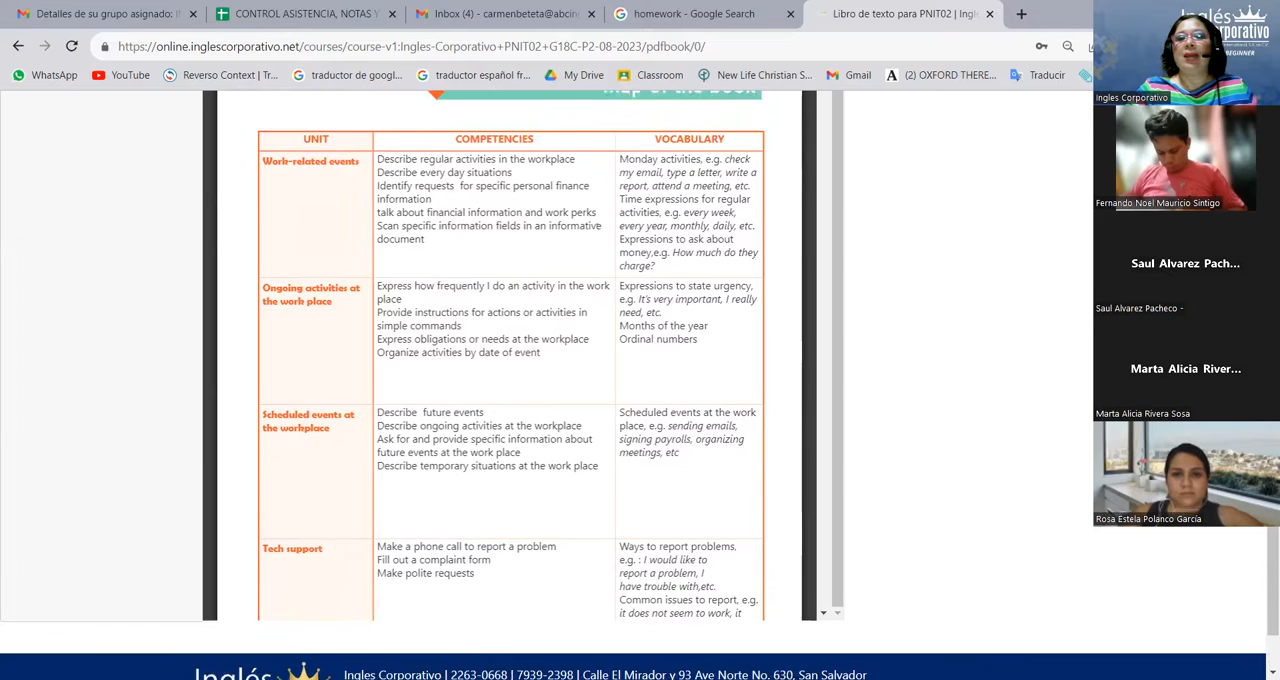 Detalles de su grupo asignado: I
CONTROL ASISTENCIA, NOTAS Y
Inbox (4) - carmenbeteta@abcire
homework - Google Search
Libro de texto para PNIT02 | Ingl
https://online.inglescorporativo.net/courses/course-v1:Ingles-Corporativo+PNIT02+G18C-P2-08-2023/pdfbook/0/
WhatsApp
YouTube
Reverso Context | Tr...
traductor de googl...
traductor español fr...
My Drive
Classroom
New Life Christian S...
Gmail
(2) OXFORD THERE...
Traducir
Map of the book
UNIT COMPETENCIES VOCABULARY
Work-related events
Describe regular activities in the workplace
Describe every day situations
Identify requests for specific personal finance
information
talk about financial information and work perks
Scan specific information fields in an informative
document
Monday activities, e.g. check
my email, type a letter, write a
report, attend a meeting, etc.
Time expressions for regular
activities, e.g. every week,
every year, monthly, daily, etc.
Expressions to ask about
money,e.g. How much do they
charge?
Ongoing activities at
the work place
Express how frequently I do an activity in the work
place
Provide instructions for actions or activities in
simple commands
Express obligations or needs at the workplace
Organize activities by date of event
Expressions to state urgency,
e.g. It's very important, I really
need, etc.
Months of the year
Ordinal numbers
Scheduled events at
the workplace
Describe future events
Describe ongoing activities at the workplace
Ask for and provide specific information about
future events at the work place
Describe temporary situations at the work place
Scheduled events at the work
place, e.g. sending emails,
signing payrolls, organizing
meetings, etc
Tech support
Make a phone call to report a problem
Fill out a complaint form
Make polite requests
Ways to report problems,
e.g. : I would like to
report a problem, I
have trouble with,etc.
Common issues to report, e.g.
it does not seem to work, it
Inglés Corporativo
Ingles Corporativo | 2263-0668 | 7939-2398 | Calle El Mirador y 93 Ave Norte No. 630, San Salvador
Inglés
Corporativo
BEGINNER
Ingles Corporativo
Fernando Noel Mauricio Sintigo
Saul Alvarez Pach...
Saul Alvarez Pacheco -
Marta Alicia River...
Marta Alicia Rivera Sosa
Rosa Estela Polanco García